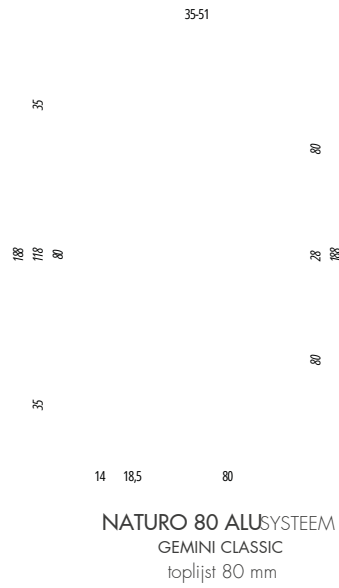 35-51
35
80
188 118 80
28 188
80
35
14 18,5 80
NATURO 80 ALUSYSTEEM
GEMINI CLASSIC
toplijst 80 mm